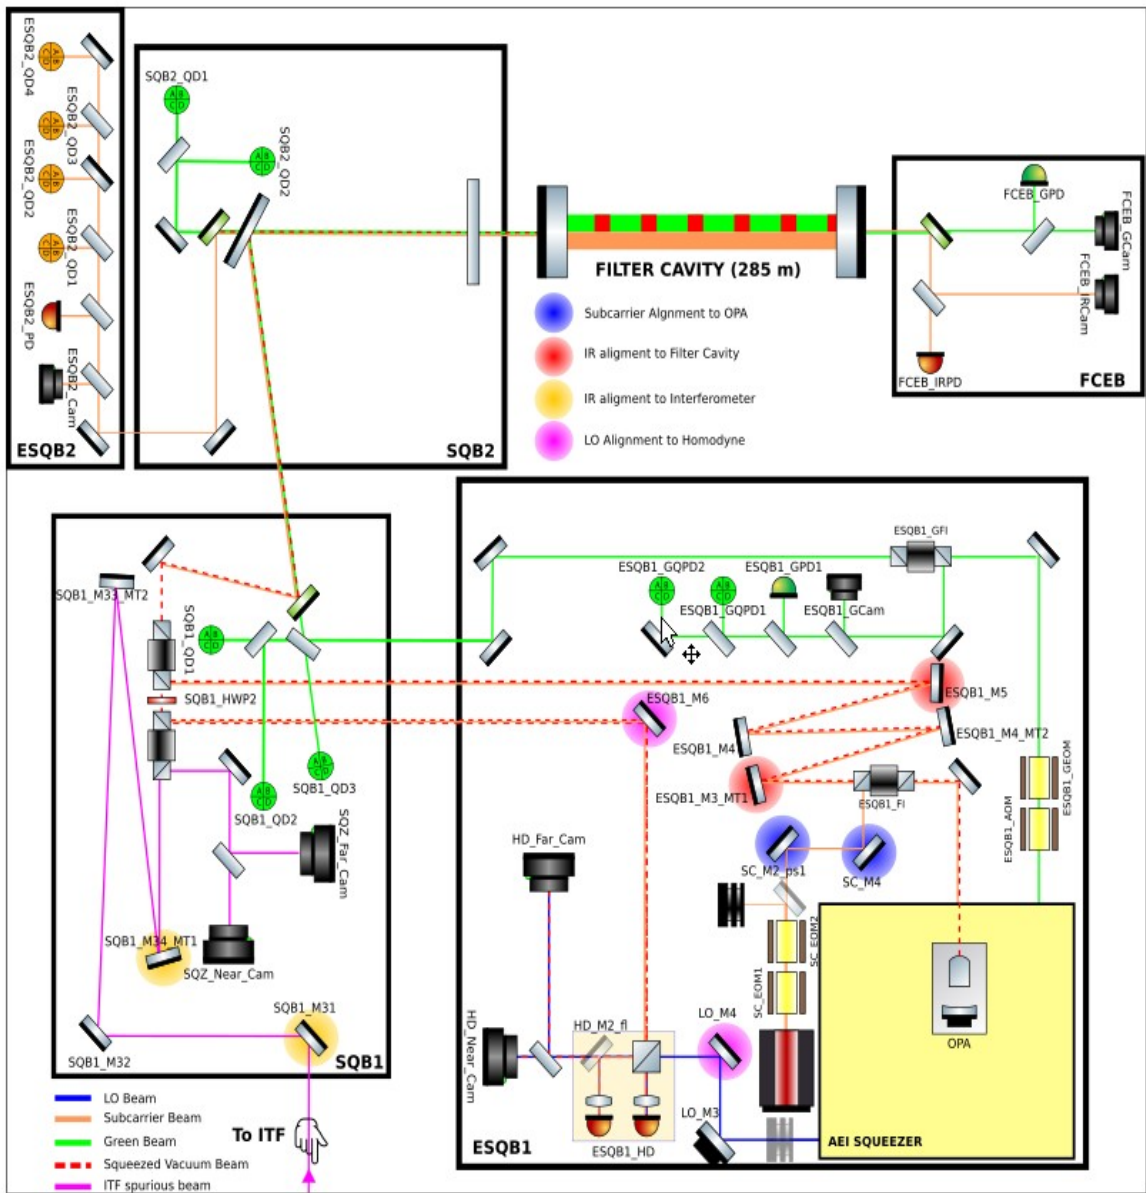 ESQB2_QD4
ESQB2_QD3
ESQB2_QD2
ESQB2_QD1
ESQB2_PD
ESQB2_Cam
ESQB2
SQB2_QD1
SQB2_QD2
SQB2
FILTER CAVITY (285 m)
Subcarrier Algnment to OPA
IR aligment to Filter Cavity
IR aligment to Interferometer
LO Alignment to Homodyne
FCEB_GPD
FCEB_GCam
FCEB_IRCam
FCEB_IRPD
FCEB
SQB1_M33_MT2
SQB1_QD1
SQB1_HWP2
SQB1_QD3
SQB1_QD2
SQZ_Far_Cam
SQB1_M34_MT1
SQZ_Near_Cam
SQB1_M31
SQB1_M32
SQB1
ESQB1_GFI
ESQB1_GQPD2
ESQB1_GPD1
ESQB1_GQPD1
ESQB1_GCam
ESQB1_M5
ESQB1_M6
ESQB1_M4
ESQB1_M4_MT2
ESQB1_M3_MT1
ESQB1_FI
ESQB1_GEOM
ESQB1_AOM
HD_Far_Cam
SC_M2_ps1
SC_M4
SC_EOM2
SC_EOM1
HD_Near_Cam
HD_M2_fl
LO_M4
LO_M3
OPA
ESQB1_HD
ESQB1
AEI SQUEEZER
LO Beam
Subcarrier Beam
Green Beam
Squeezed Vacuum Beam
ITF spurious beam
To ITF
A B
C D
A B
C D
A B
C D
A B
C D
A B
C D
A B
C D
A B
C D
A B
C D
A B
C D
A B
C D
A B
C D